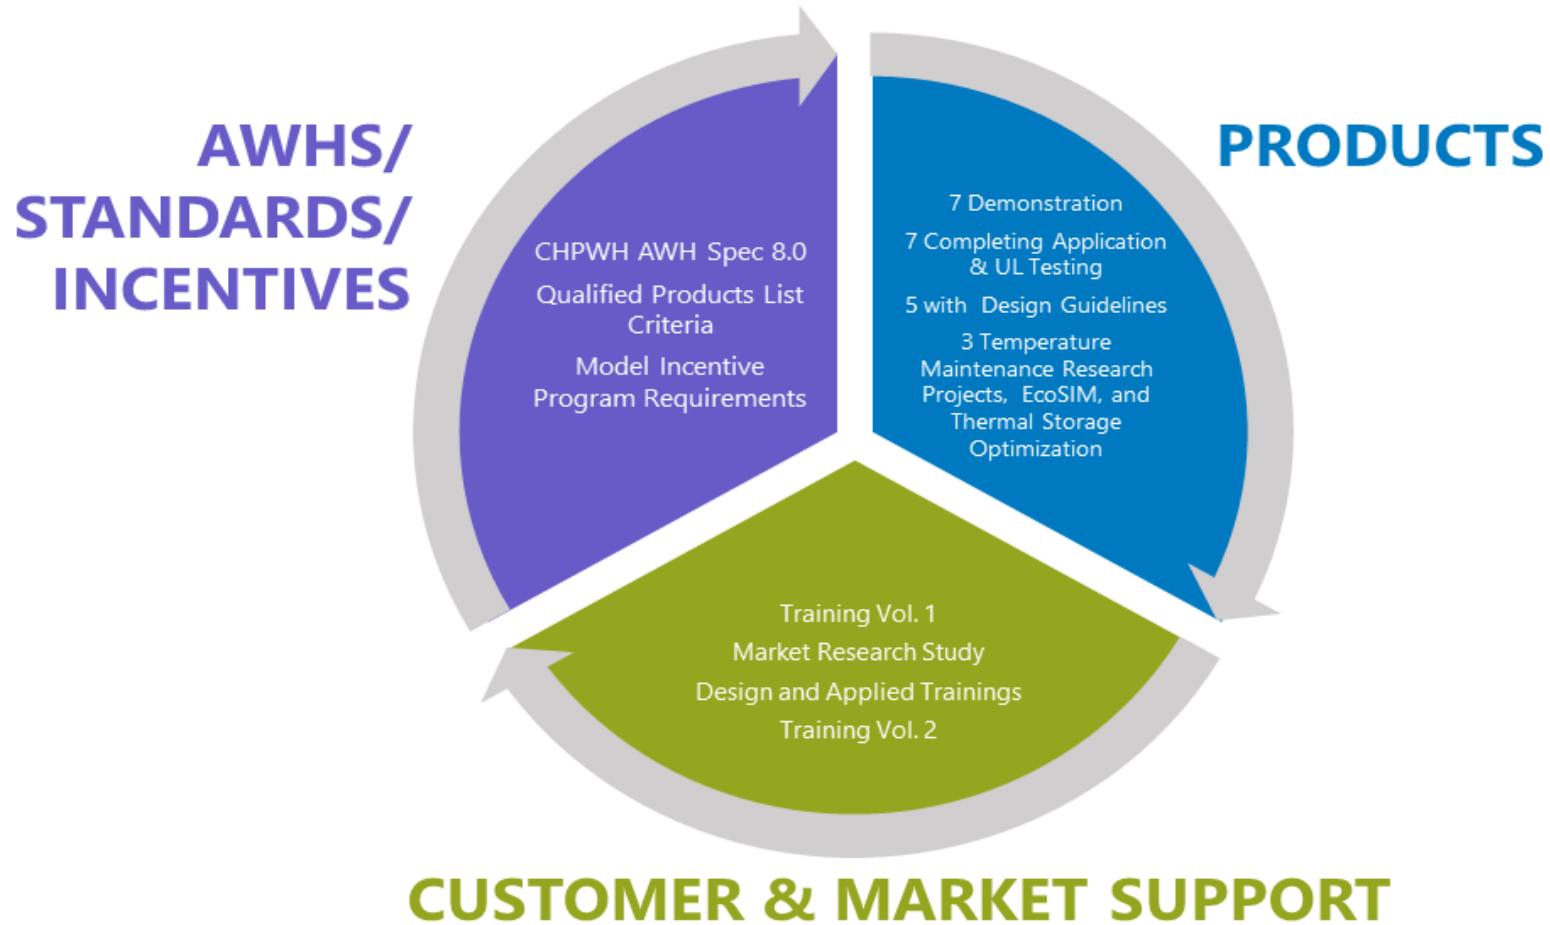 AWHS/
STANDARDS/
INCENTIVES
CHPWH AWH Spec 8.0
Qualified Products List
Criteria
Model Incentive
Program Requirements
PRODUCTS
7 Demonstration
7 Completing Application
& UL Testing
5 with Design Guidelines
3 Temperature
Maintenance Research
Projects, EcoSIM, and
Thermal Storage
Optimization
Training Vol. 1
Market Research Study
Design and Applied Trainings
Training Vol. 2
CUSTOMER & MARKET SUPPORT